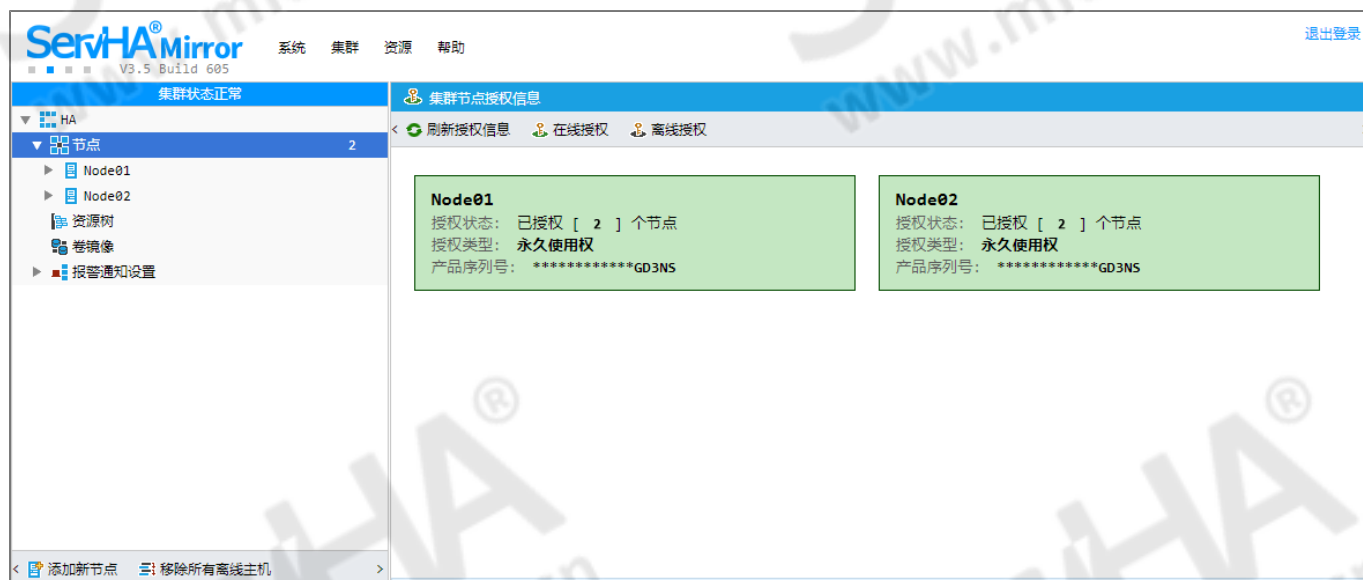 ServHA® Mirror
V3.5 Build 605
系统 集群 资源 帮助
退出登录
集群状态正常
HA
节点 2
Node01
Node02
资源树
卷镜像
报警通知设置
添加新节点 移除所有离线主机
集群节点授权信息
刷新授权信息 在线授权 离线授权
Node01
授权状态: 已授权 [ 2 ] 个节点
授权类型: 永久使用权
产品序列号: ************GD3NS
Node02
授权状态: 已授权 [ 2 ] 个节点
授权类型: 永久使用权
产品序列号: ************GD3NS